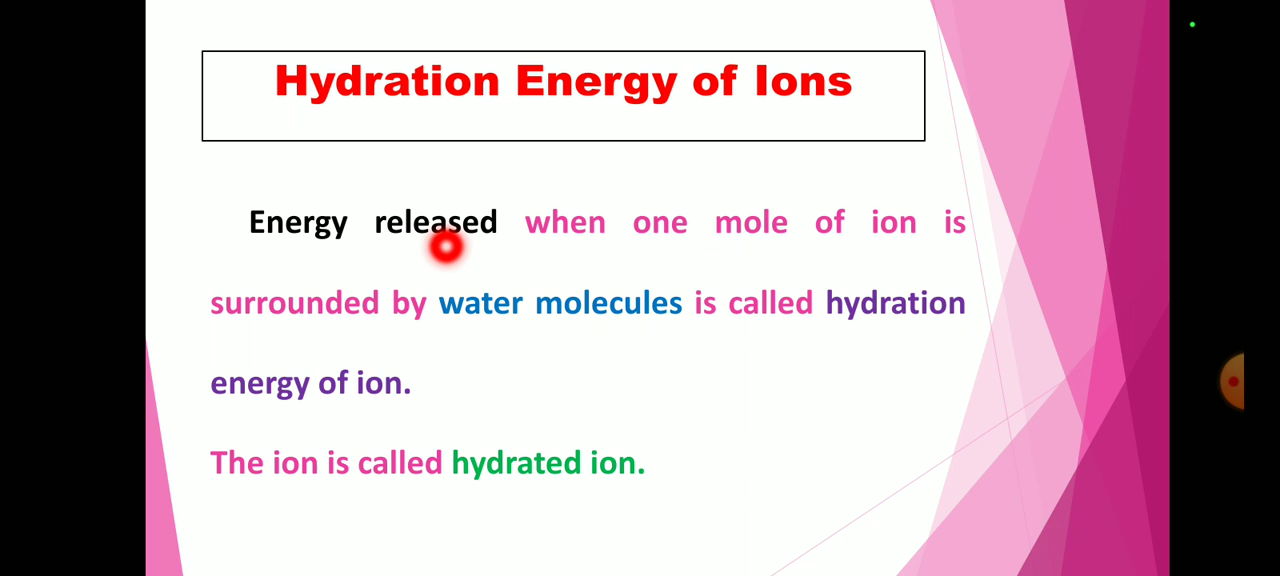 Hydration Energy of Ions
Energy released when one mole of ion is
surrounded by water molecules is called hydration
energy of ion.
The ion is called hydrated ion.